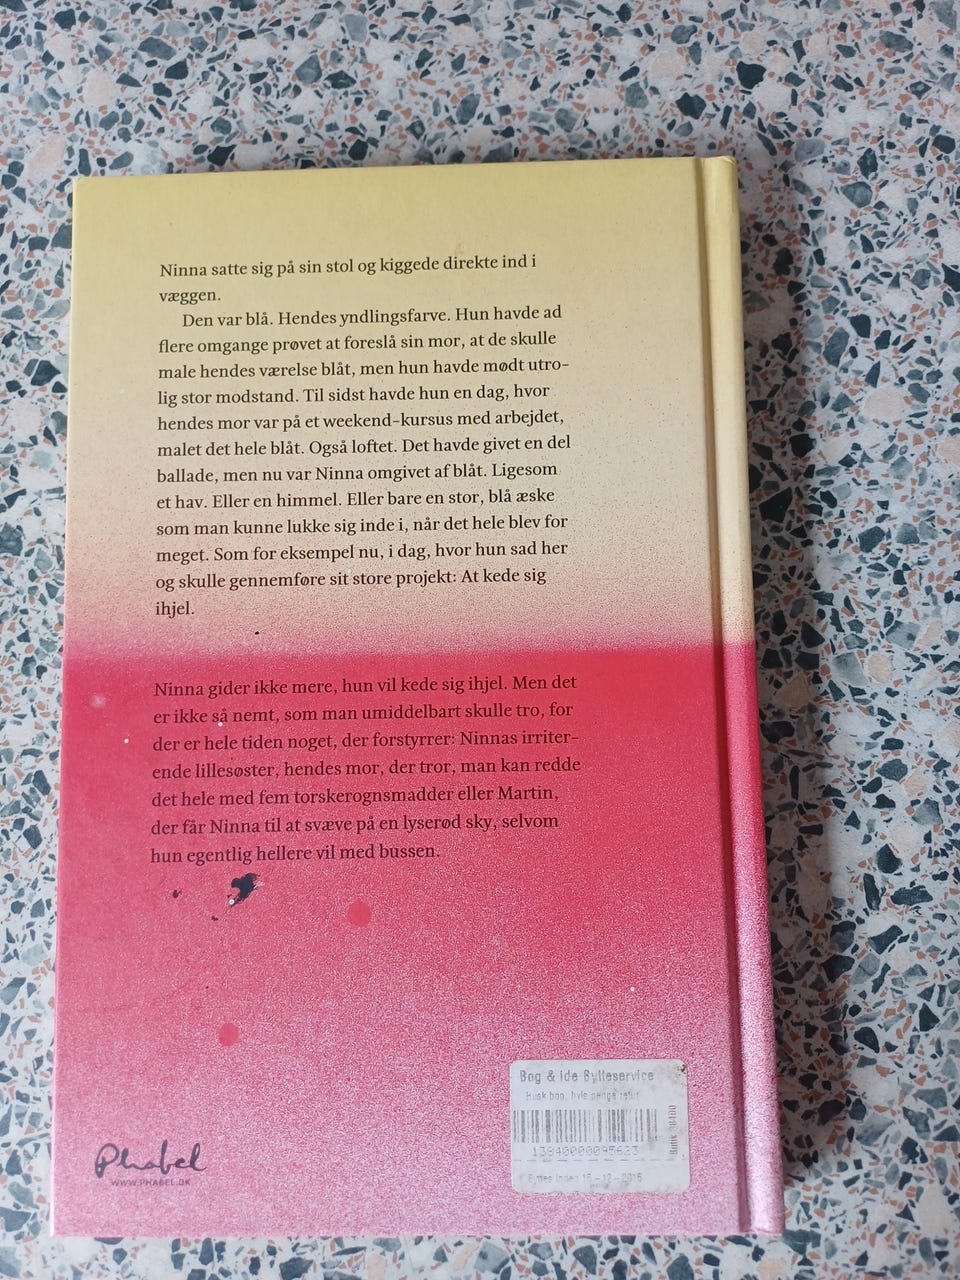 Ninna satte sig på sin stol og kiggede direkte ind i
væggen.
Den var blå. Hendes yndlingsfarve. Hun havde ad
flere omgange prøvet at foreslå sin mor, at de skulle
male hendes værelse blåt, men hun havde mødt utro-
lig stor modstand. Til sidst havde hun en dag, hvor
hendes mor var på et weekend-kursus med arbejdet,
malet det hele blåt. Også loftet. Det havde givet en del
ballade, men nu var Ninna omgivet af blåt. Ligesom
et hav. Eller en himmel. Eller bare en stor, blå æske
som man kunne lukke sig inde i, når det hele blev for
meget. Som for eksempel nu, i dag, hvor hun sad her
og skulle gennemføre sit store projekt: At kede sig
ihjel.
Ninna gider ikke mere, hun vil kede sig ihjel. Men det
er ikke så nemt, som man umiddelbart skulle tro, for
der er hele tiden noget, der forstyrrer: Ninnas irriter-
ende lillesøster, hendes mor, der tror, man kan redde
det hele med fem torskerognsmadder eller Martin,
der får Ninna til at svæve på en lyserød sky, selvom
hun egentlig hellere vil med bussen.
Phabel
WWW.PHABEL.DK
Bog & Ide Bytteservice
13840000095623